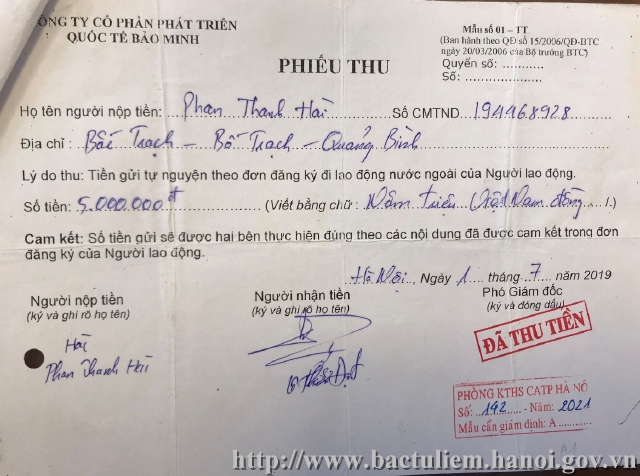 CÔNG TY CỔ PHẦN PHÁT TRIỂN
QUỐC TẾ BẢO MINH
Mẫu số 01 – TT
(Ban hành theo QĐ số 15/2006/QĐ-BTC
ngày 20/03/2006 của Bộ trưởng BTC)
Quyển số: ............
Số: ....................
PHIẾU THU
Họ tên người nộp tiền: Phan Thanh Hài Số CMTND. 194468928
Địa chỉ : Bắc Trạch – Bố Trạch – Quảng Bình
Lý do thu: Tiền gửi tự nguyện theo đơn đăng ký đi lao động nước ngoài của Người lao động.
Số tiền: 5.000.000đ (Viết bằng chữ : Năm triệu Việt Nam đồng ./.)
Cam kết: Số tiền gửi sẽ được hai bên thực hiện đúng theo các nội dung đã được cam kết trong đơn
đăng ký của Người lao động.
Hà Nội, Ngày 1 tháng 7 năm 2019
Người nộp tiền
(ký và ghi rõ họ tên)
Người nhận tiền
(ký và ghi rõ họ tên)
Phó Giám đốc
(ký và đóng dấu)
ĐÃ THU TIỀN
Hài
Phan Thanh Hài
PHÒNG KTHS CATP HÀ NỘ
Số: 142 - Năm: 2021
Mẫu cần giám định: A
A1
http://www.bactuliem.hanoi.gov.vn